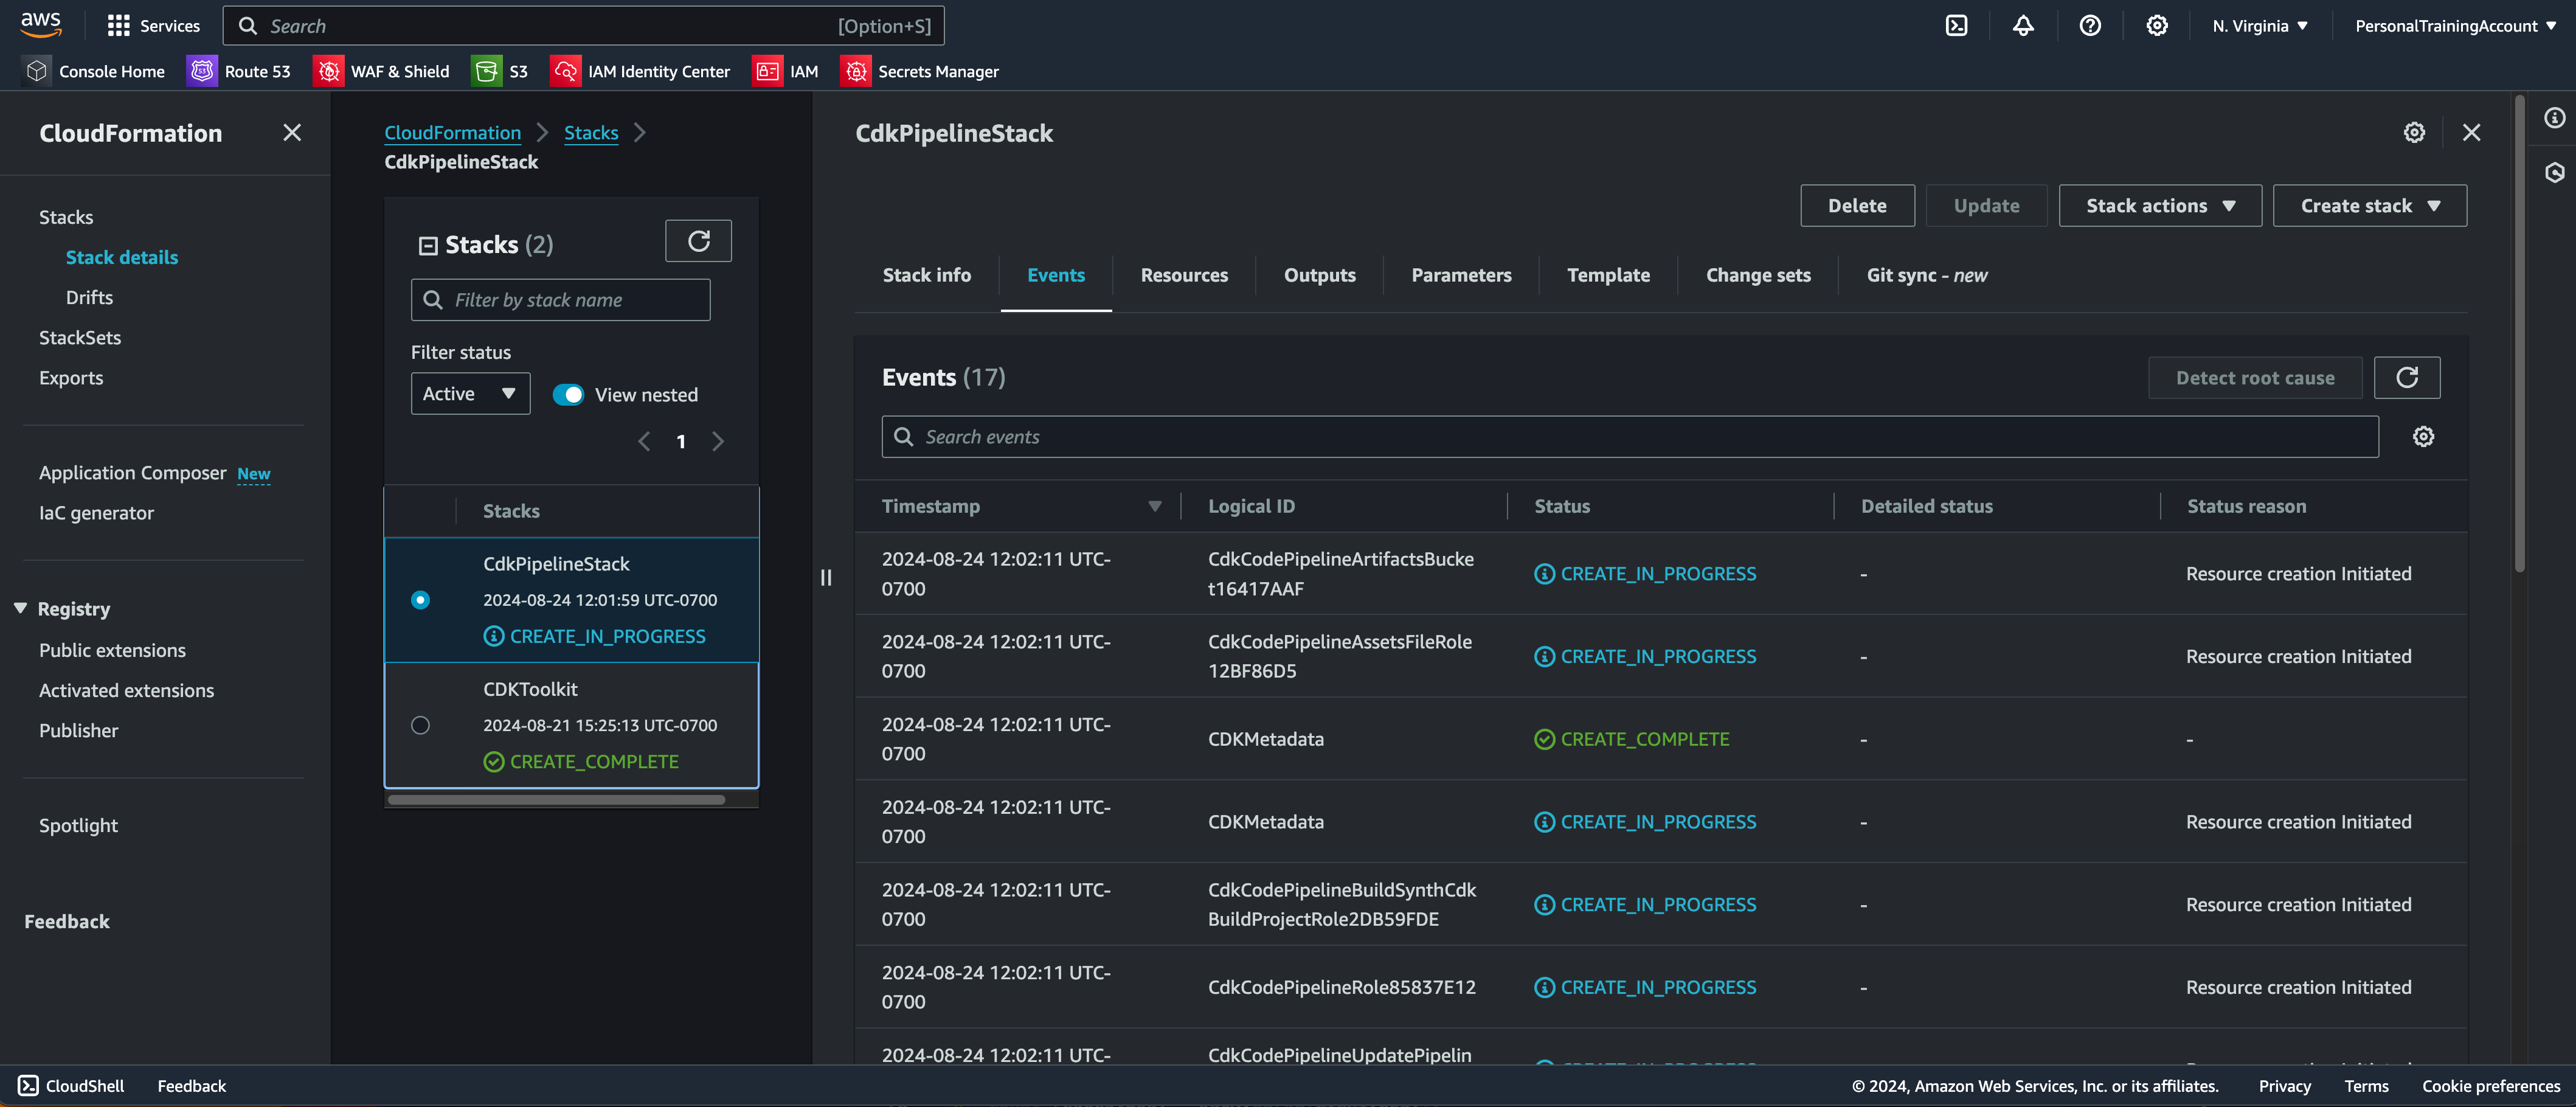 aws
Services
Search
[Option+S]
N. Virginia
PersonalTrainingAccount
Console Home
Route 53
WAF & Shield
S3
IAM Identity Center
IAM
Secrets Manager
CloudFormation
Stacks
Stack details
Drifts
StackSets
Exports
Application Composer New
IaC generator
Registry
Public extensions
Activated extensions
Publisher
Spotlight
Feedback
CloudFormation
Stacks
CdkPipelineStack
Stacks (2)
Filter by stack name
Filter status
Active
View nested
1
Stacks
CdkPipelineStack
2024-08-24 12:01:59 UTC-0700
CREATE_IN_PROGRESS
CDKToolkit
2024-08-21 15:25:13 UTC-0700
CREATE_COMPLETE
CdkPipelineStack
Delete
Update
Stack actions
Create stack
Stack info
Events
Resources
Outputs
Parameters
Template
Change sets
Git sync - new
Events (17)
Detect root cause
Search events
Timestamp
Logical ID
Status
Detailed status
Status reason
2024-08-24 12:02:11 UTC-
0700
CdkCodePipelineArtifactsBucke
t16417AAF
CREATE_IN_PROGRESS
-
Resource creation Initiated
2024-08-24 12:02:11 UTC-
0700
CdkCodePipelineAssetsFileRole
12BF86D5
CREATE_IN_PROGRESS
-
Resource creation Initiated
2024-08-24 12:02:11 UTC-
0700
CDKMetadata
CREATE_COMPLETE
-
-
2024-08-24 12:02:11 UTC-
0700
CDKMetadata
CREATE_IN_PROGRESS
-
Resource creation Initiated
2024-08-24 12:02:11 UTC-
0700
CdkCodePipelineBuildSynthCdk
BuildProjectRole2DB59FDE
CREATE_IN_PROGRESS
-
Resource creation Initiated
2024-08-24 12:02:11 UTC-
0700
CdkCodePipelineRole85837E12
CREATE_IN_PROGRESS
-
Resource creation Initiated
2024-08-24 12:02:11 UTC-
CdkCodePipelineUpdatePipelin
CloudShell
Feedback
© 2024, Amazon Web Services, Inc. or its affiliates.
Privacy
Terms
Cookie preferences